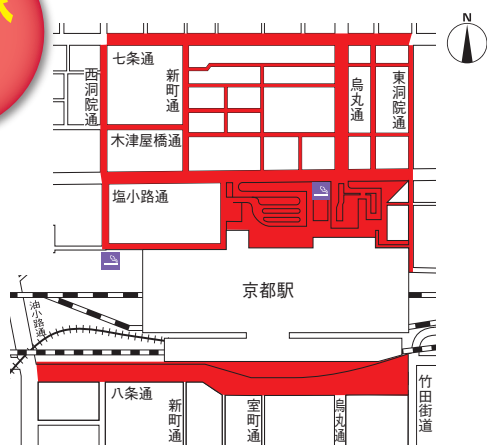 N
七条通
西洞院通
新町通
烏丸通
東洞院通
木津屋橋通
塩小路通
京都駅
油小路通
八条通
新町通
室町通
烏丸通
竹田街道